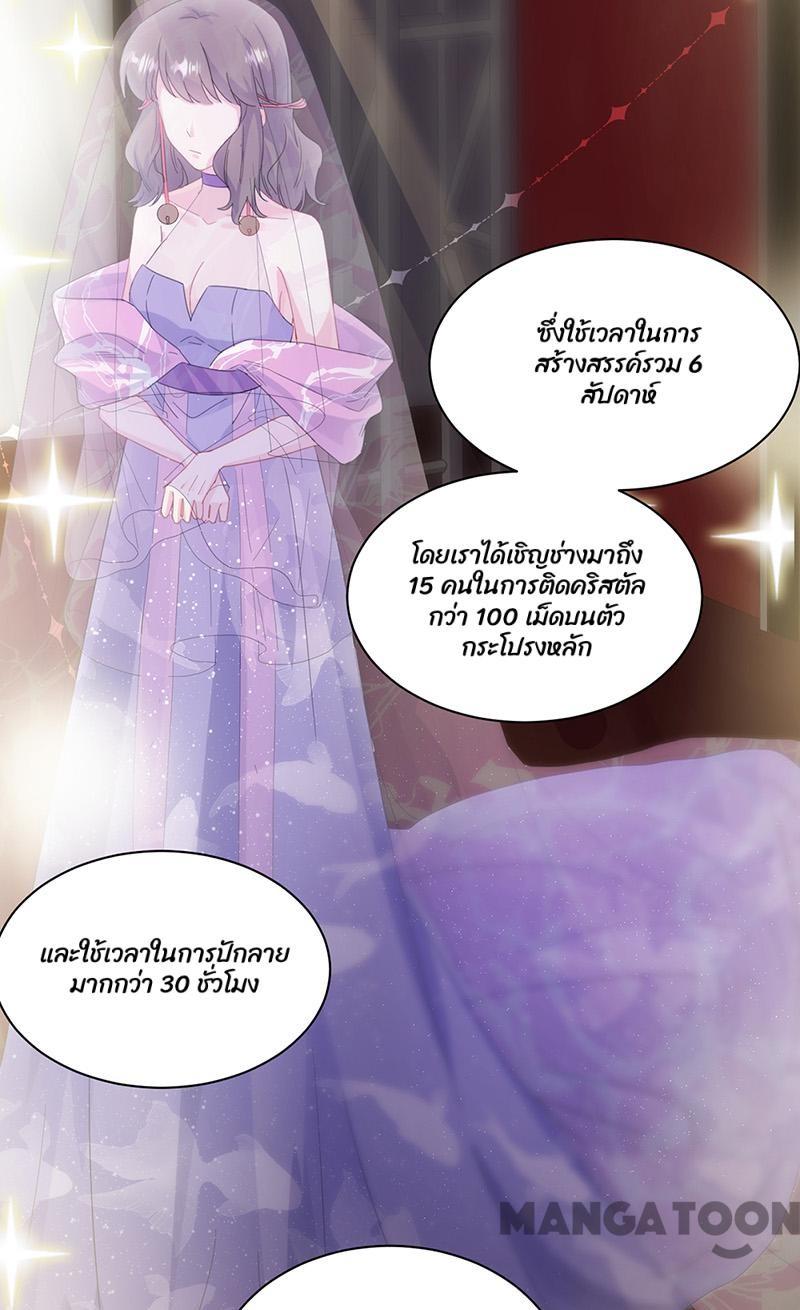 ซึ่งใช้เวลาในการ
สร้างสรรค์รวม 6
สัปดาห์
โดยเราได้เชิญช่างมาถึง
15 คนในการติดคริสตัล
กว่า 100 เม็ดบนตัว
กระโปรงหลัก
และใช้เวลาในการปักลาย
มากกว่า 30 ชั่วโมง
MANGATOON